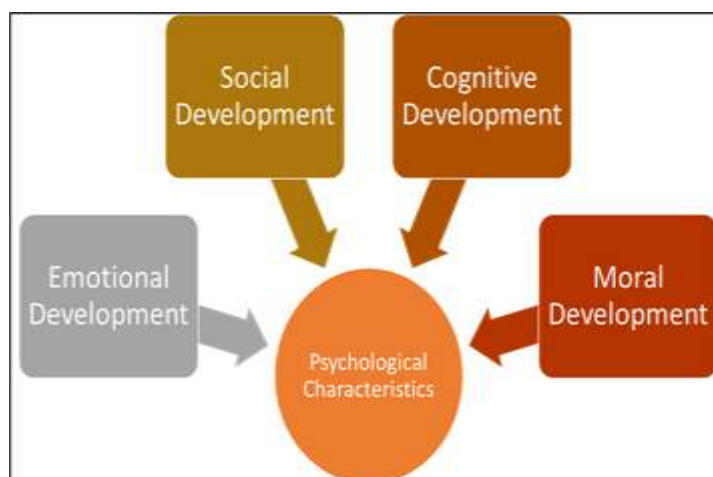 Social
Development
Cognitive
Development
Emotional
Development
Moral
Development
Psychological
Characteristics